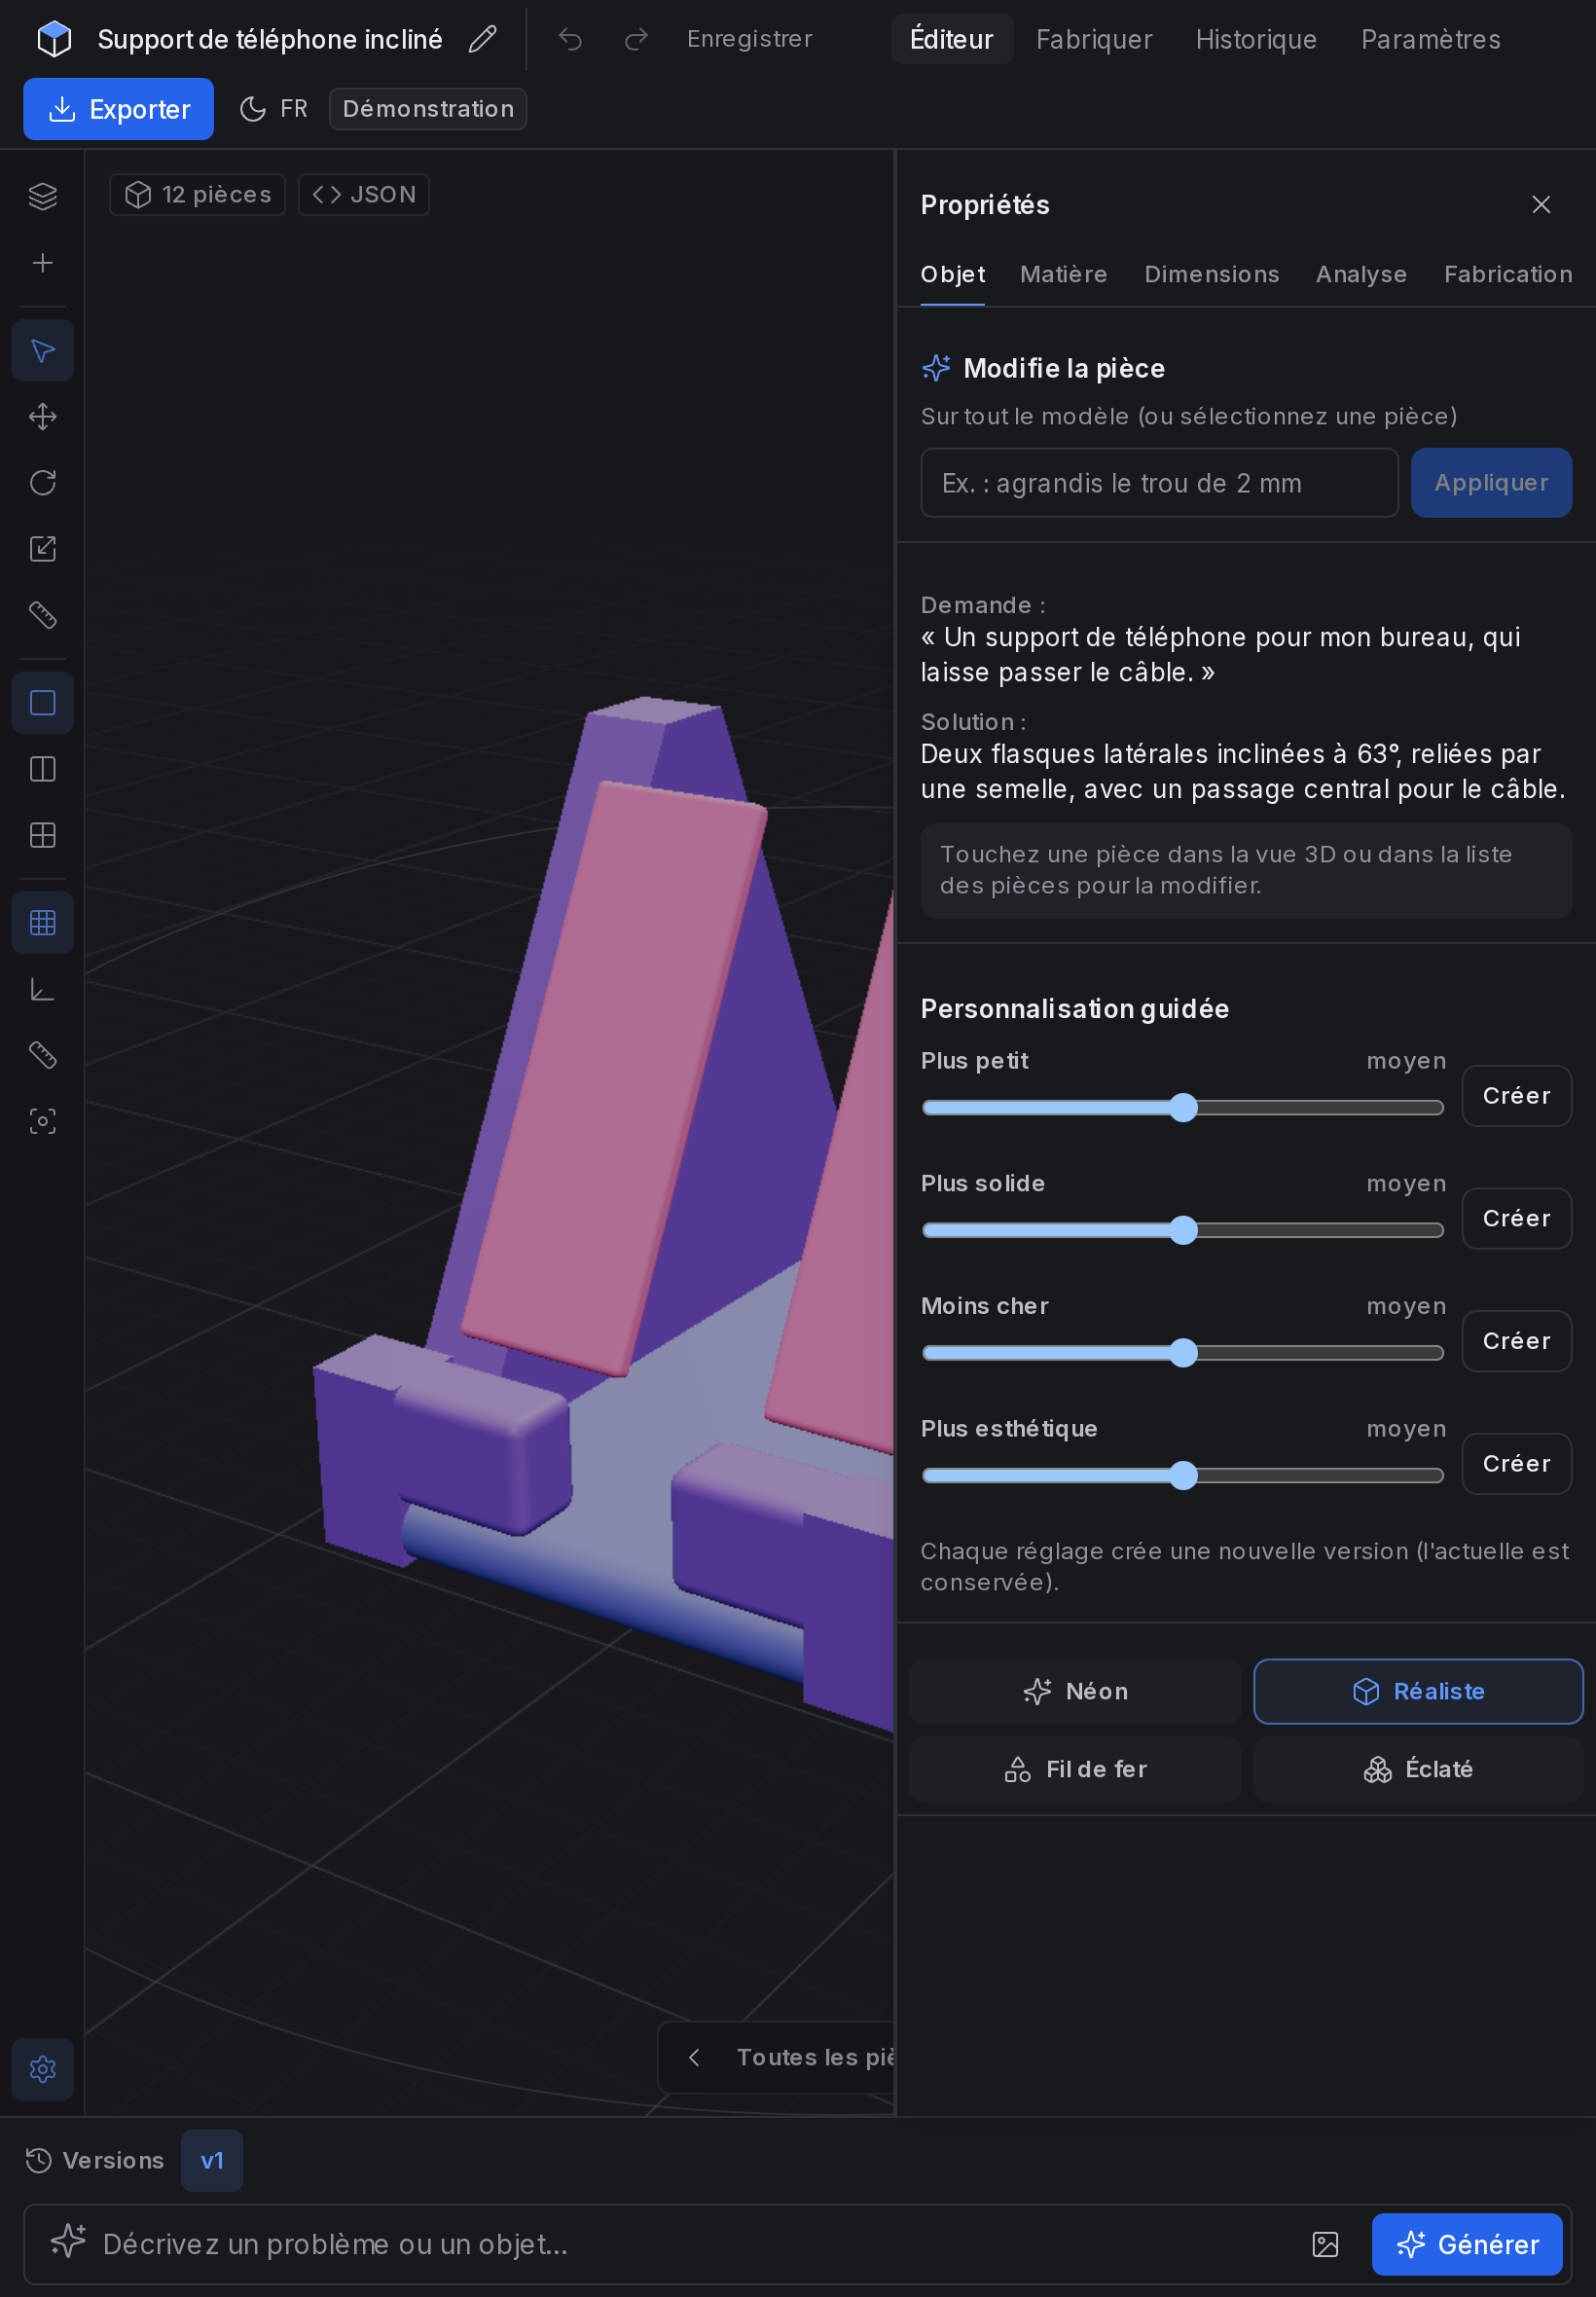 Support de téléphone incliné
Enregistrer
Éditeur
Fabriquer
Historique
Paramètres
Exporter
FR
Démonstration
12 pièces
JSON
Propriétés
Objet
Matière
Dimensions
Analyse
Fabrication
Modifie la pièce
Sur tout le modèle (ou sélectionnez une pièce)
Ex. : agrandis le trou de 2 mm
Appliquer
Demande :
« Un support de téléphone pour mon bureau, qui
laisse passer le câble. »
Solution :
Deux flasques latérales inclinées à 63°, reliées par
une semelle, avec un passage central pour le câble.
Touchez une pièce dans la vue 3D ou dans la liste
des pièces pour la modifier.
Personnalisation guidée
Plus petit
moyen
Créer
Plus solide
moyen
Créer
Moins cher
moyen
Créer
Plus esthétique
moyen
Créer
Chaque réglage crée une nouvelle version (l'actuelle est
conservée).
Néon
Réaliste
Fil de fer
Éclaté
Toutes les piè
Versions
v1
Décrivez un problème ou un objet...
Générer